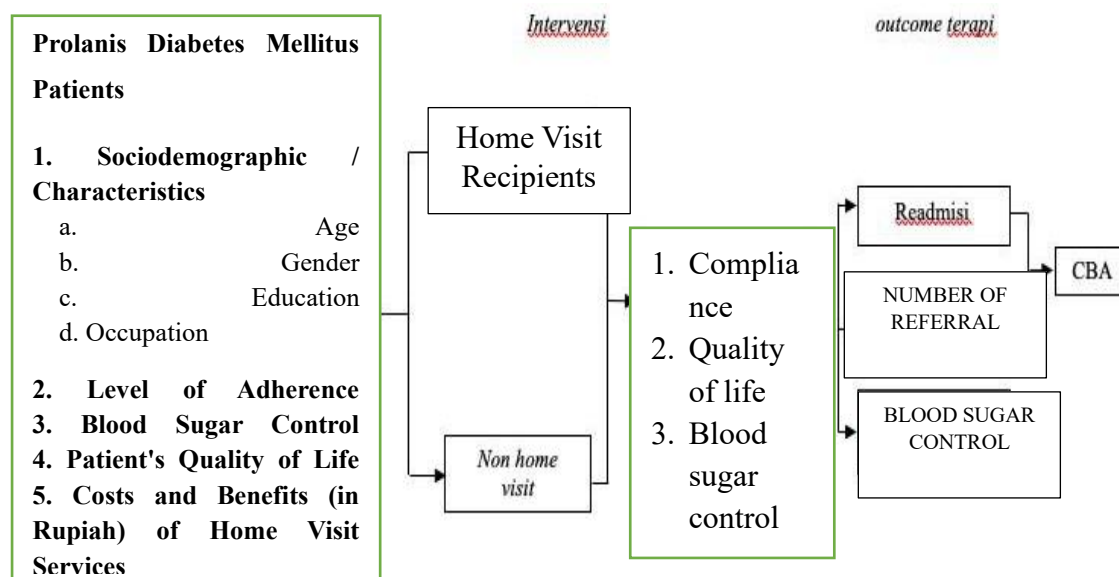 Intervensi
outcome terapi
Prolanis Diabetes Mellitus
Patients
1. Sociodemographic /
Characteristics
a. Age
b. Gender
c. Education
d. Occupation
2. Level of Adherence
3. Blood Sugar Control
4. Patient's Quality of Life
5. Costs and Benefits (in
Rupiah) of Home Visit
Services
Home Visit
Recipients
Non home
visit
1. Complia
nce
2. Quality
of life
3. Blood
sugar
control
Readmisi
NUMBER OF
REFERRAL
BLOOD SUGAR
CONTROL
CBA